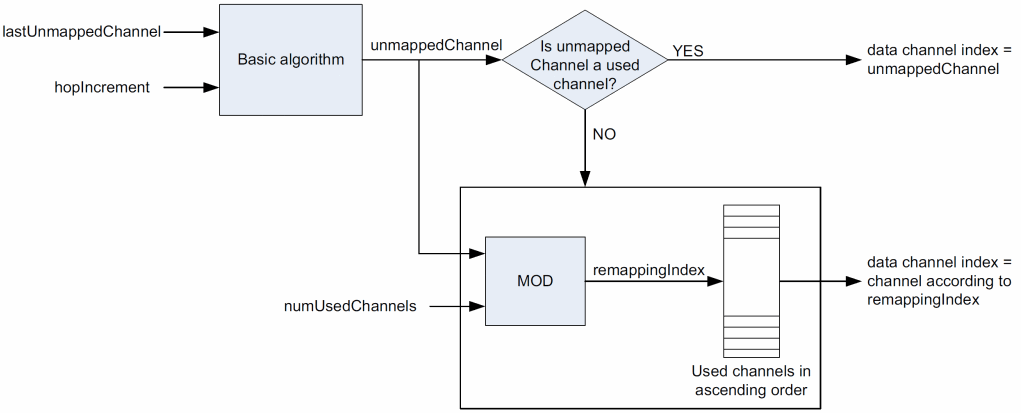 lastUnmappedChannel
hopIncrement
Basic algorithm
unmappedChannel
Is unmapped
Channel a used
channel?
YES
data channel index =
unmappedChannel
NO
numUsedChannels
MOD
remappingIndex
Used channels in
ascending order
data channel index =
channel according to
remappingIndex